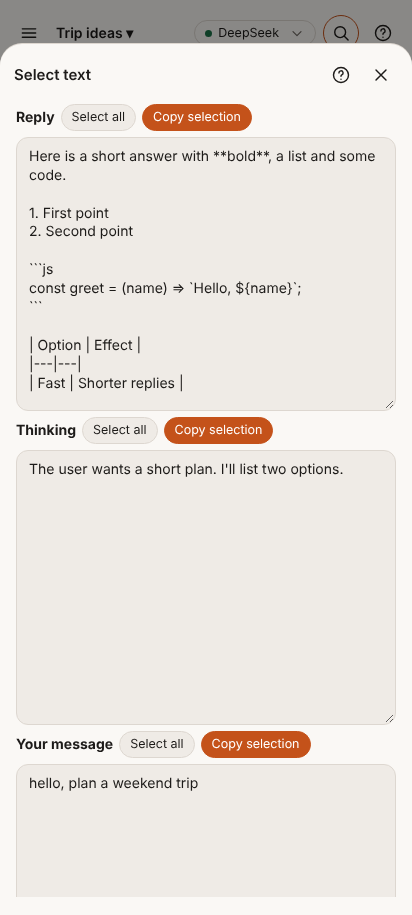 Trip ideas ▾
DeepSeek
Select text
Reply Select all Copy selection
Here is a short answer with **bold**, a list and some
code.
1. First point
2. Second point
```js
const greet = (name) => `Hello, ${name}`;
```
| Option | Effect |
|---|---|
| Fast | Shorter replies |
Thinking Select all Copy selection
The user wants a short plan. I'll list two options.
Your message Select all Copy selection
hello, plan a weekend trip